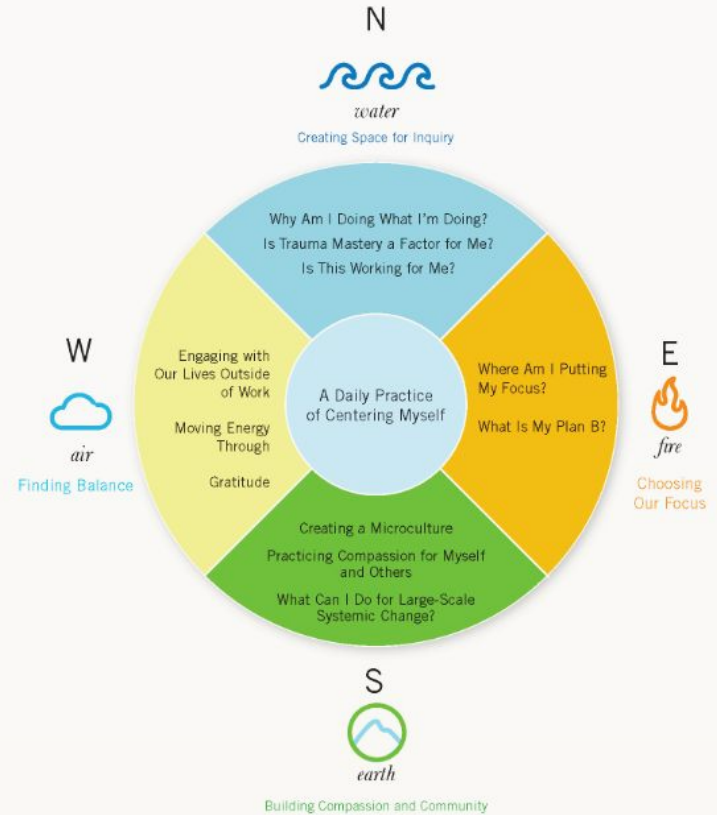 N
water
Creating Space for Inquiry
Why Am I Doing What I'm Doing?
Is Trauma Mastery a Factor for Me?
Is This Working for Me?
W
air
Finding Balance
Engaging with
Our Lives Outside
of Work
Moving Energy
Through
Gratitude
A Daily Practice
of Centering Myself
Where Am I Putting
My Focus?
What Is My Plan B?
E
fire
Choosing
Our Focus
Creating a Microculture
Practicing Compassion for Myself
and Others
What Can I Do for Large-Scale
Systemic Change?
S
earth
Building Compassion and Community